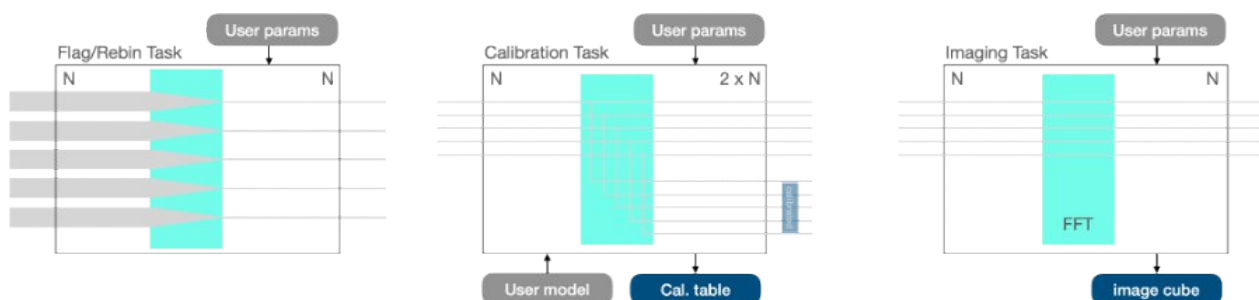 User params
Flag/Rebin Task
N
N
User params
Calibration Task
N
2 x N
calibrated
User model
Cal. table
User params
Imaging Task
N
N
FFT
image cube